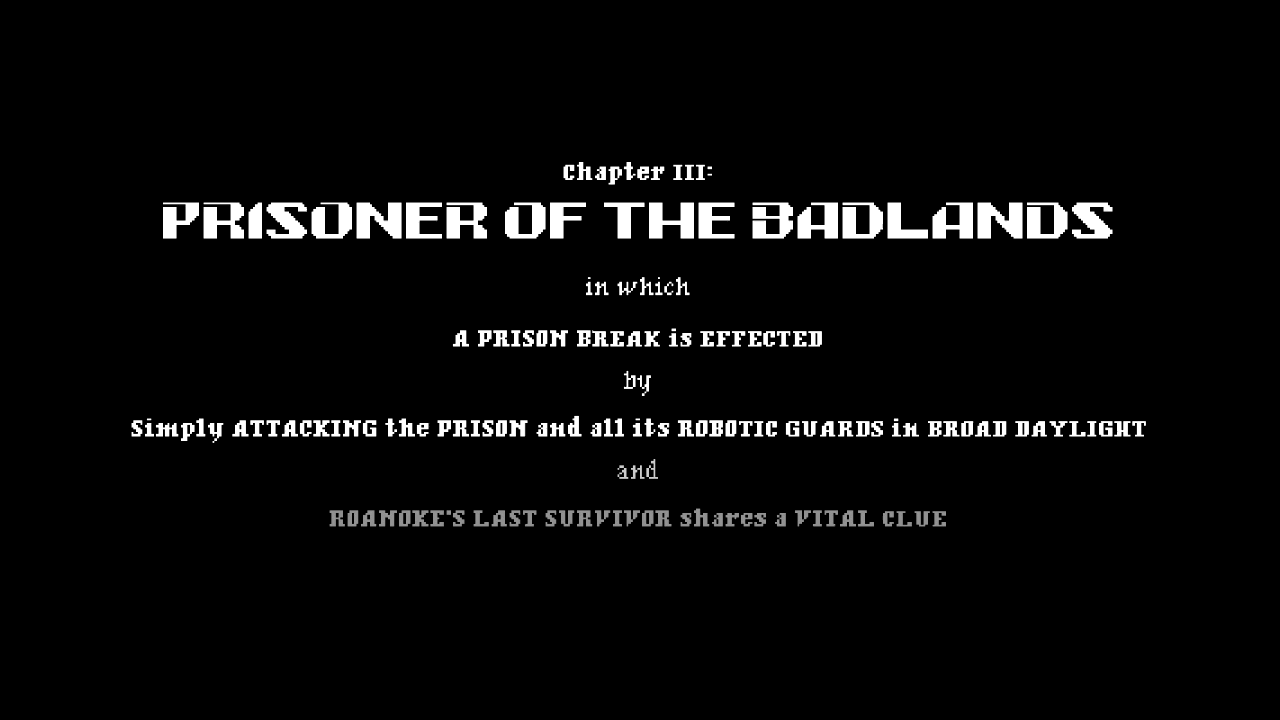 Chapter III:
PRISONER OF THE BADLANDS
in which
A PRISON BREAK is EFFECTED
by
Simply ATTACKING the PRISON and all its ROBOTIC GUARDS in BROAD DAYLIGHT
and
ROANOKE'S LAST SURVIVOR shares a VITAL CLUE